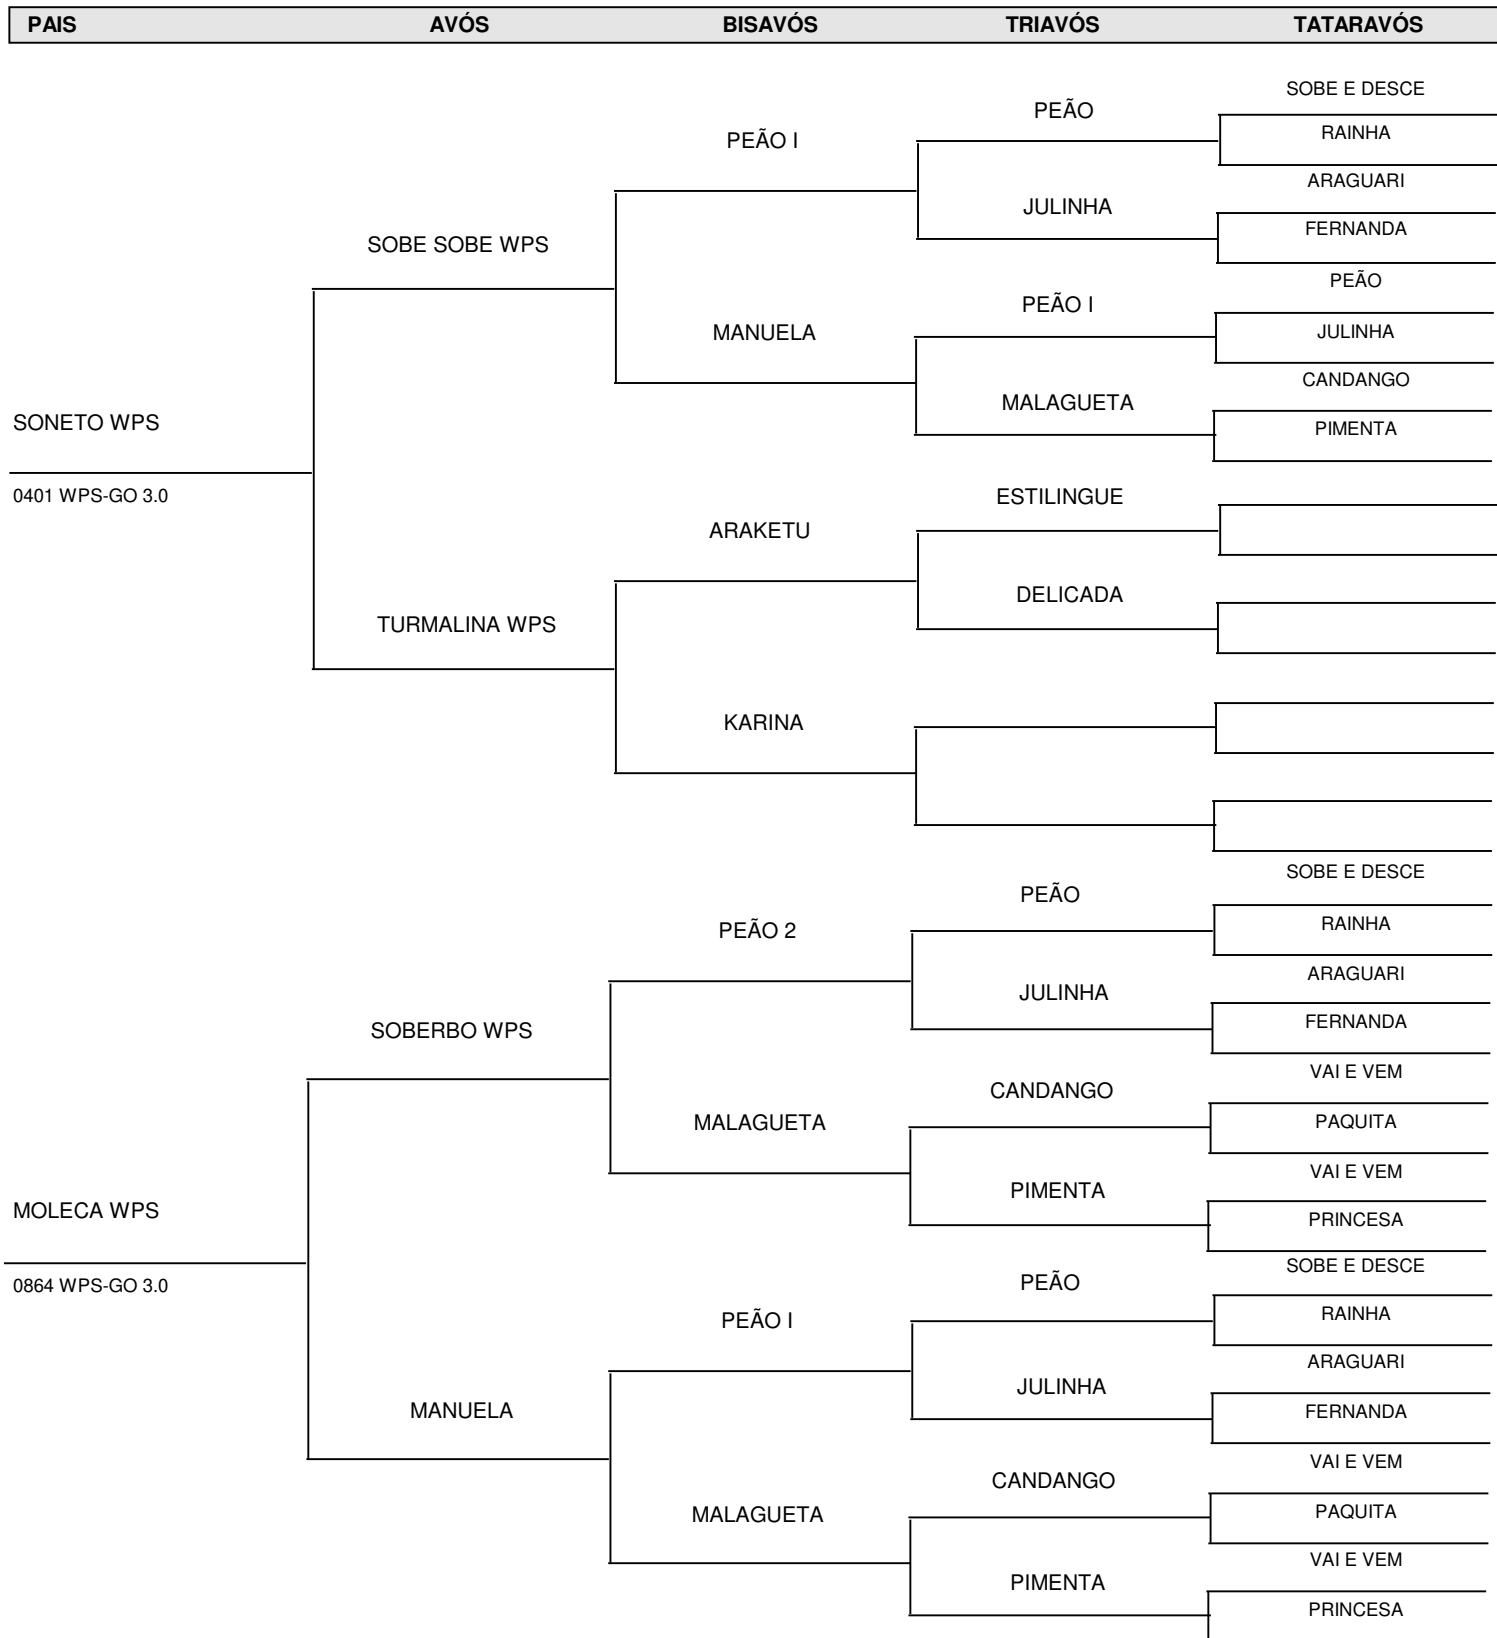 PAIS AVÓS BISAVÓS TRIAVÓS TATARAVÓS
SOBE E DESCE
PEÃO
RAINHA
PEÃO I
ARAGUARI
JULINHA
FERNANDA
SOBE SOBE WPS
PEÃO
PEÃO I
JULINHA
MANUELA
CANDANGO
MALAGUETA
SONETO WPS
PIMENTA
0401 WPS-GO 3.0
ESTILINGUE
ARAKETU
DELICADA
TURMALINA WPS
KARINA
SOBE E DESCE
PEÃO
RAINHA
PEÃO 2
ARAGUARI
JULINHA
FERNANDA
SOBERBO WPS
VAI E VEM
CANDANGO
PAQUITA
MALAGUETA
VAI E VEM
PIMENTA
MOLECA WPS
PRINCESA
SOBE E DESCE
0864 WPS-GO 3.0
PEÃO
RAINHA
PEÃO I
ARAGUARI
JULINHA
MANUELA
FERNANDA
VAI E VEM
CANDANGO
PAQUITA
MALAGUETA
VAI E VEM
PIMENTA
PRINCESA